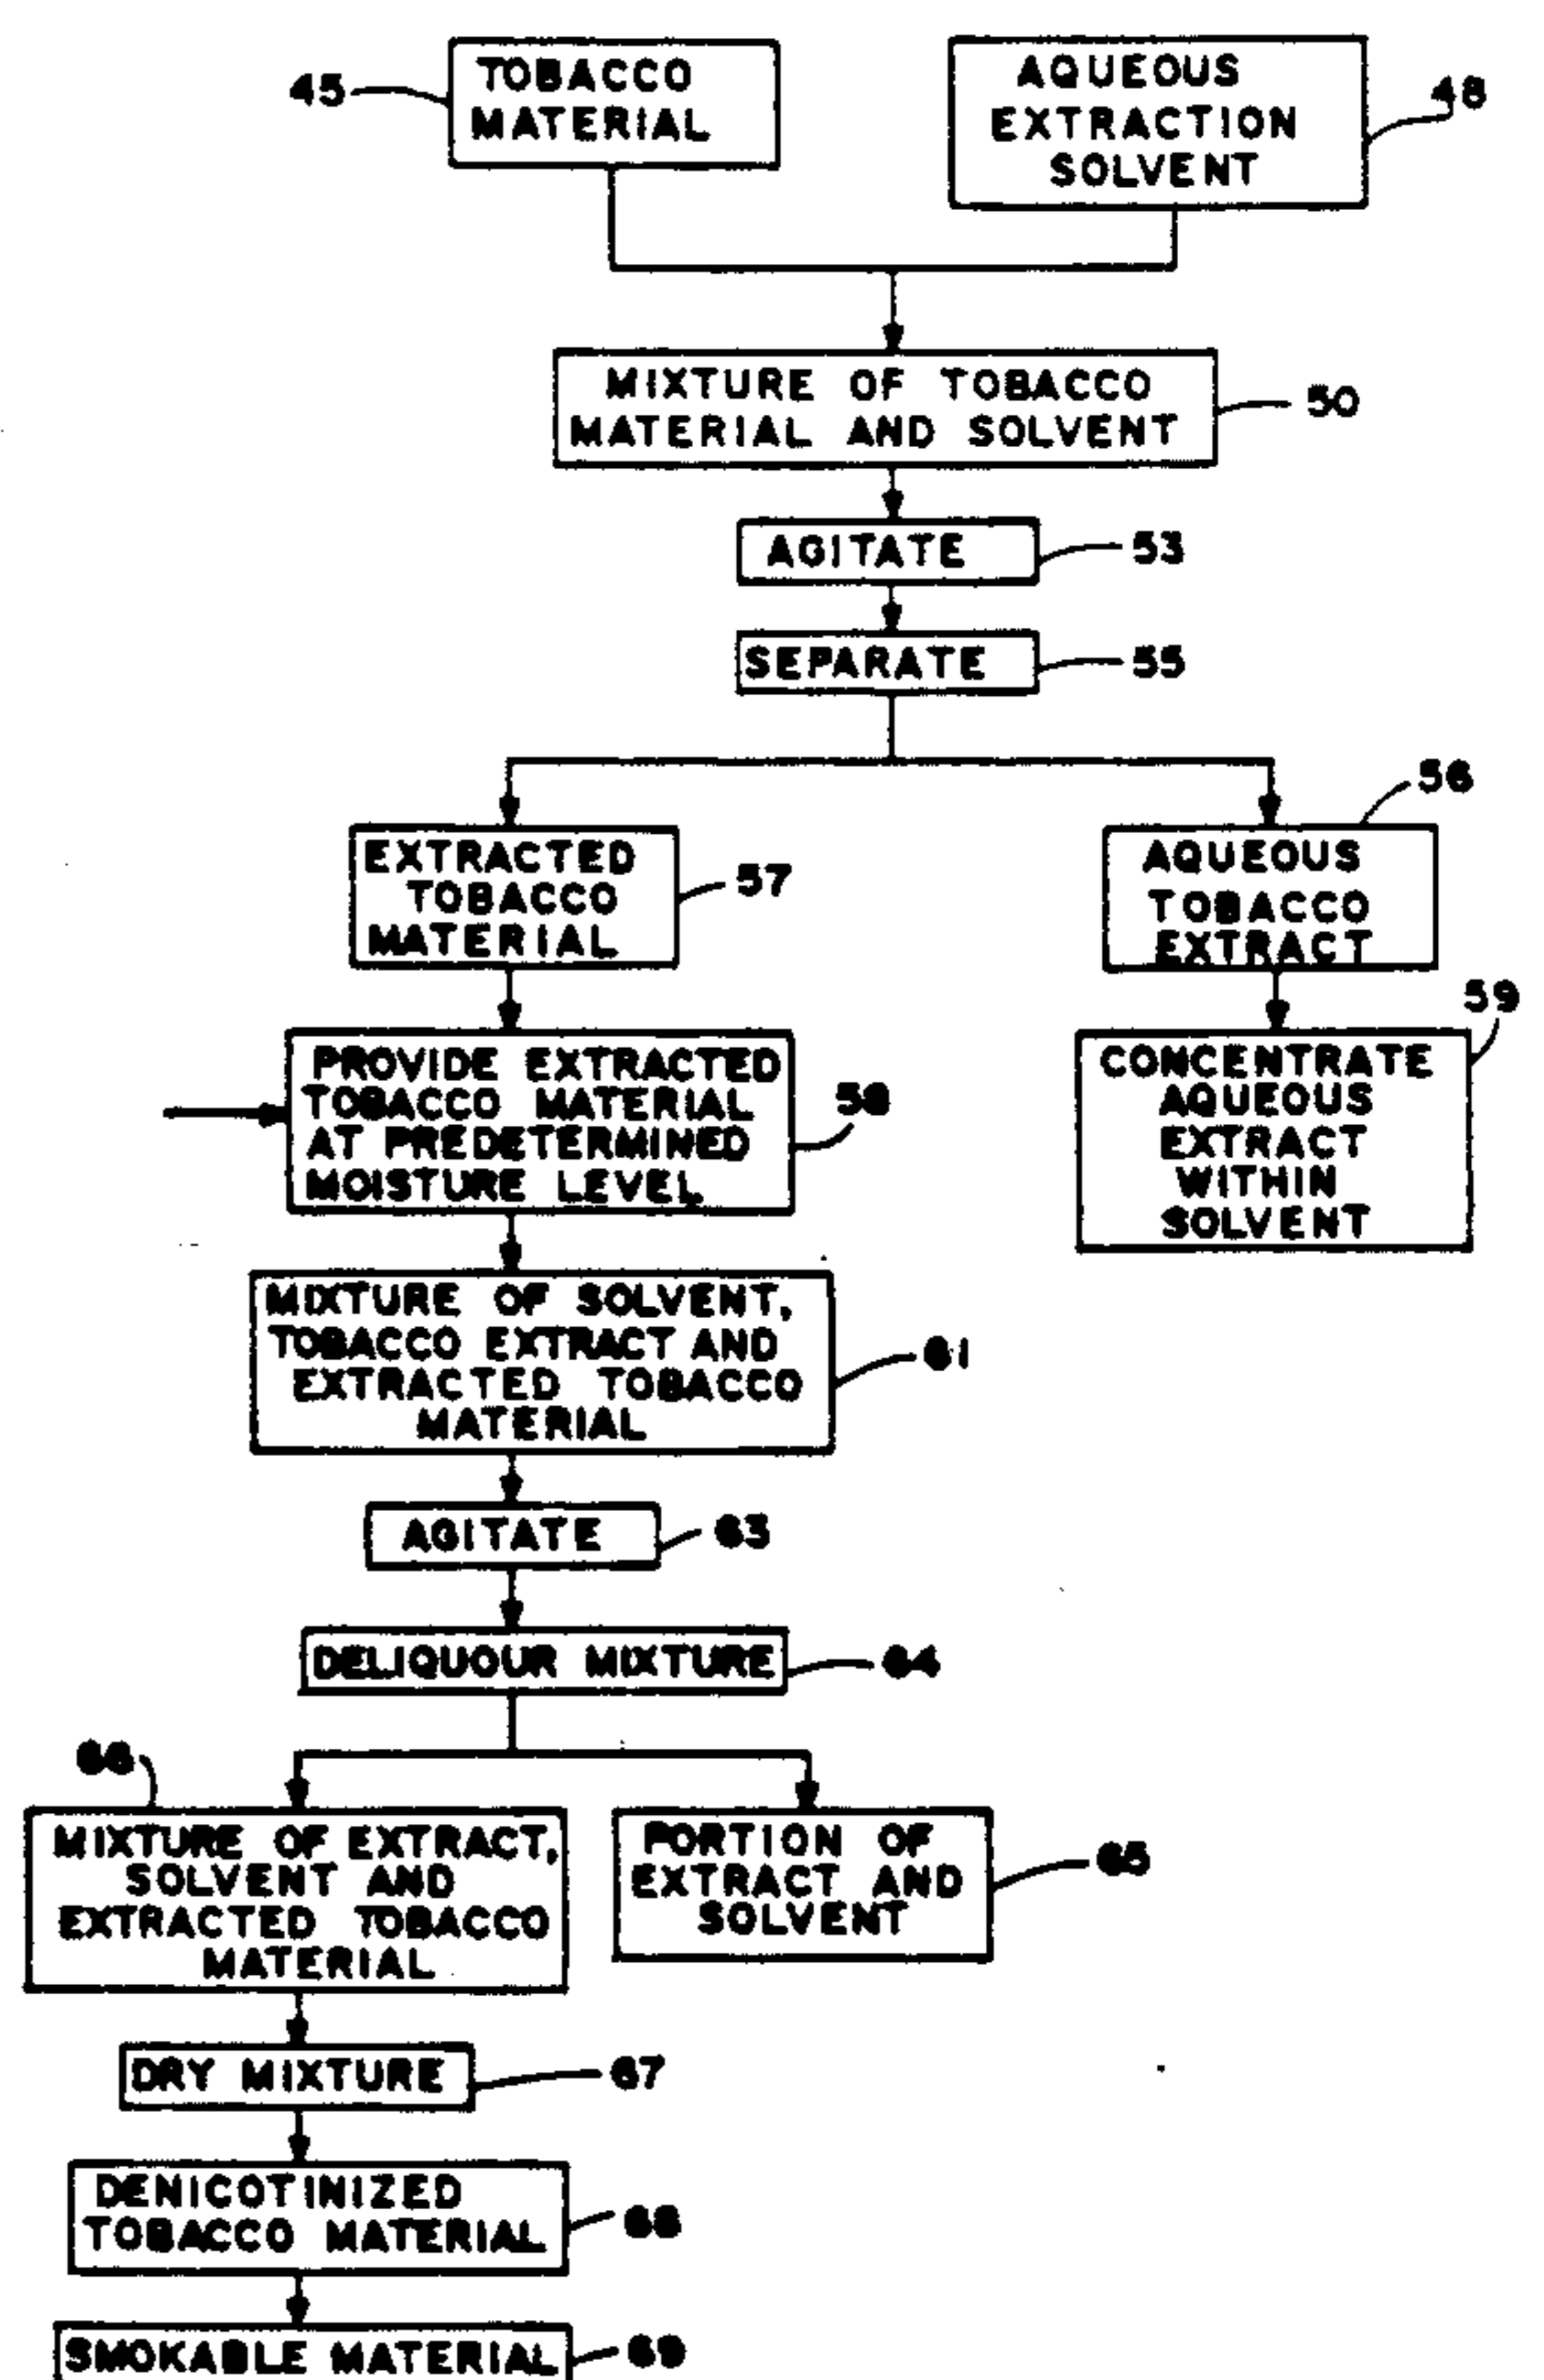 45
TOBACCO
MATERIAL
AQUEOUS
EXTRACTION
SOLVENT
48
MIXTURE OF TOBACCO
MATERIAL AND SOLVENT
50
AGITATE
53
SEPARATE
55
EXTRACTED
TOBACCO
MATERIAL
57
56
AQUEOUS
TOBACCO
EXTRACT
PROVIDE EXTRACTED
TOBACCO MATERIAL
AT PREDETERMINED
MOISTURE LEVEL
58
59
CONCENTRATE
AQUEOUS
EXTRACT
WITHIN
SOLVENT
MIXTURE OF SOLVENT,
TOBACCO EXTRACT AND
EXTRACTED TOBACCO
MATERIAL
61
AGITATE
63
DELIQUOUR MIXTURE
64
66
MIXTURE OF EXTRACT,
SOLVENT AND
EXTRACTED TOBACCO
MATERIAL
PORTION OF
EXTRACT AND
SOLVENT
65
DRY MIXTURE
67
DENICOTINIZED
TOBACCO MATERIAL
68
SMOKABLE MATERIAL
69